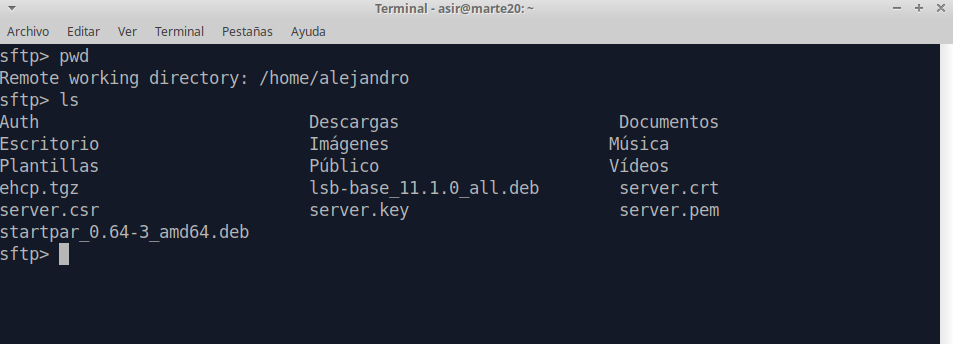 Terminal - asir@marte20: ~
Archivo Editar Ver Terminal Pestañas Ayuda
sftp> pwd
Remote working directory: /home/alejandro
sftp> ls
Auth Descargas Documentos
Escritorio Imágenes Música
Plantillas Público Vídeos
ehcp.tgz lsb-base_11.1.0_all.deb server.crt
server.csr server.key server.pem
startpar_0.64-3_amd64.deb
sftp>